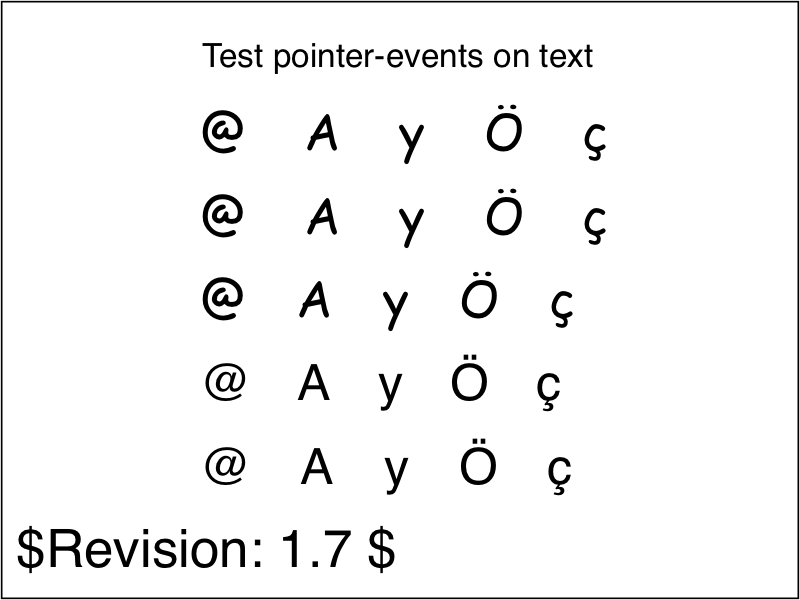 Test pointer-events on text
@ A y Ö ç
@ A y Ö ç
@ A y Ö ç
@ A y Ö ç
@ A y Ö ç
$Revision: 1.7 $